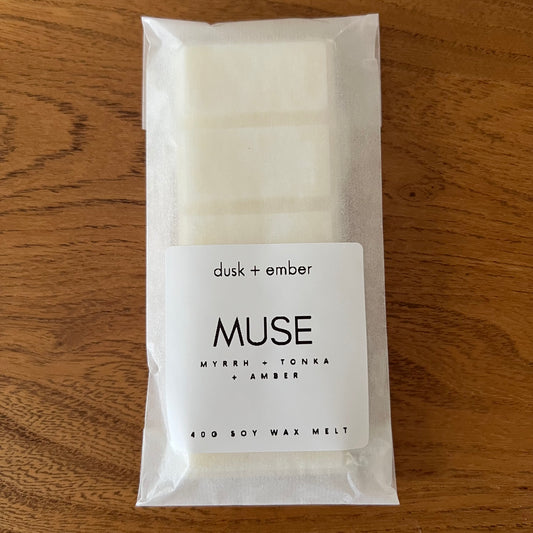 dusk + ember
MUSE
MYRRH + TONKA
+ AMBER
40G SOY WAX MELT